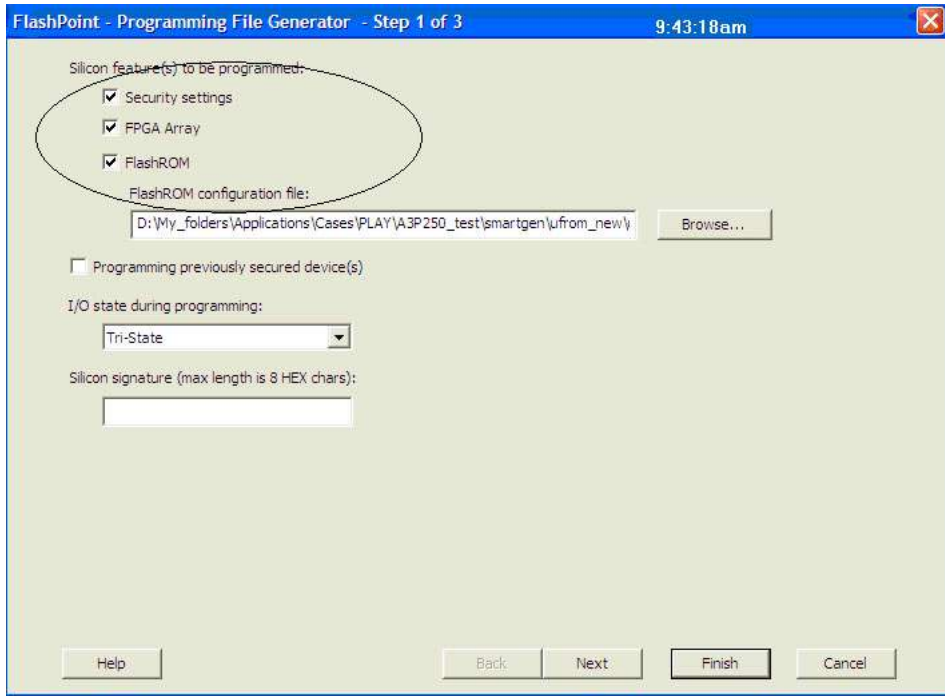 FlashPoint - Programming File Generator - Step 1 of 3 9:43:18am
Silicon feature(s) to be programmed:
Security settings
FPGA Array
FlashROM
FlashROM configuration file:
D:\My_folders\Applications\Cases\PLAY\A3P250_test\smartgen\ufrom_new\ Browse...
Programming previously secured device(s)
I/O state during programming:
Tri-State
Silicon signature (max length is 8 HEX chars):
Help Back Next Finish Cancel